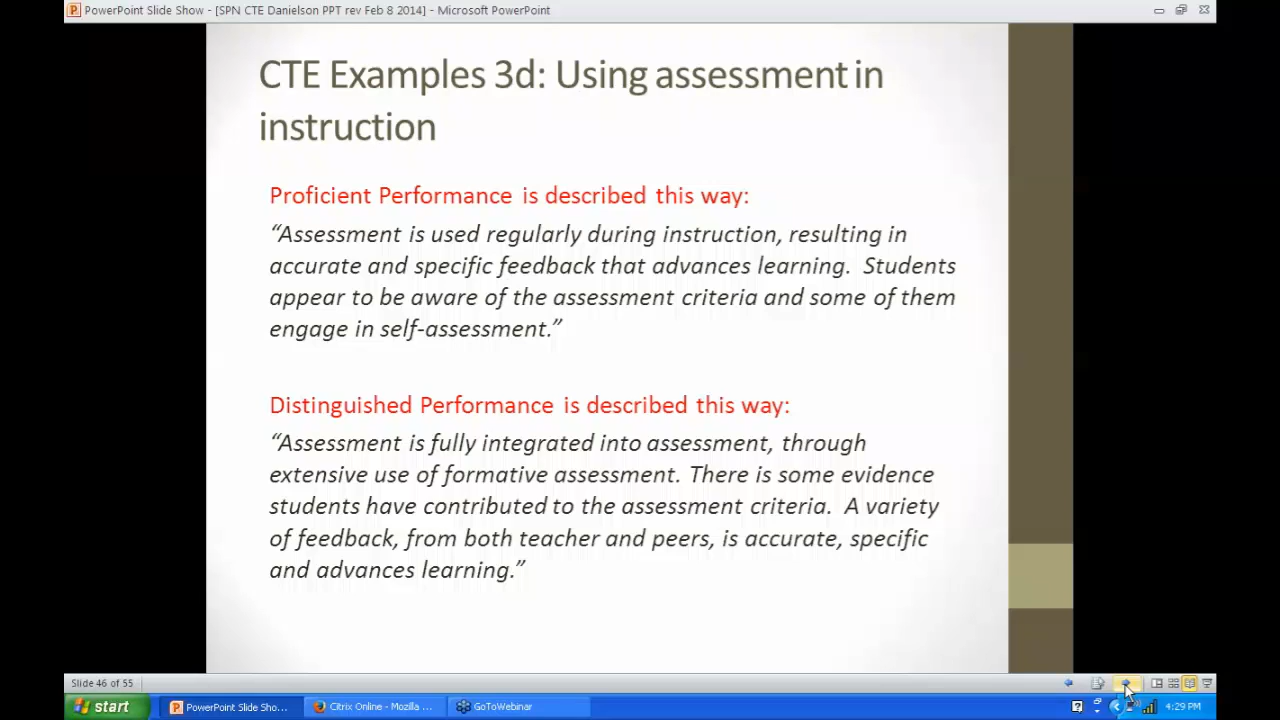 PowerPoint Slide Show - [SPN CTE Danielson PPT rev Feb 8 2014] - Microsoft PowerPoint
CTE Examples 3d: Using assessment in
instruction
Proficient Performance is described this way:
“Assessment is used regularly during instruction, resulting in
accurate and specific feedback that advances learning. Students
appear to be aware of the assessment criteria and some of them
engage in self-assessment.”
Distinguished Performance is described this way:
“Assessment is fully integrated into assessment, through
extensive use of formative assessment. There is some evidence
students have contributed to the assessment criteria. A variety
of feedback, from both teacher and peers, is accurate, specific
and advances learning.”
Slide 46 of 55
start
PowerPoint Slide Sho...
Citrix Online - Mozilla ...
GoToWebinar
4:29 PM